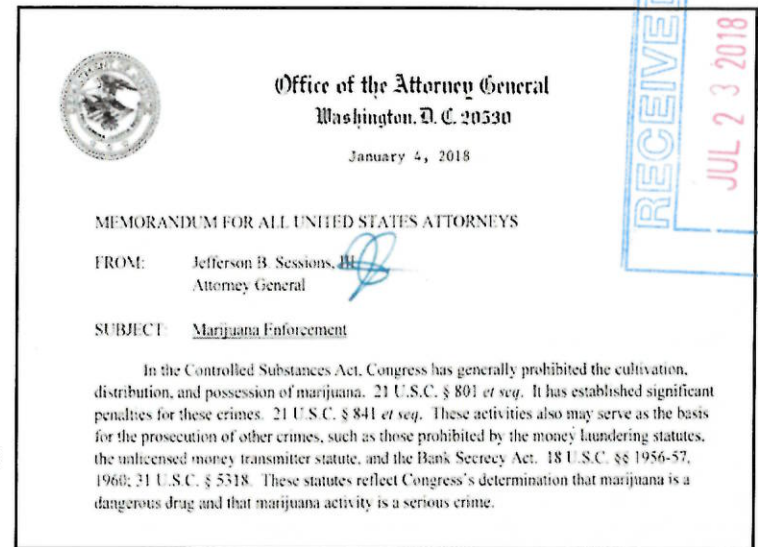 RECEIVED
JUL 23 2018
Office of the Attorney General
Washington, D. C. 20530
January 4, 2018
MEMORANDUM FOR ALL UNITED STATES ATTORNEYS
FROM: Jefferson B. Sessions, III
Attorney General
SUBJECT: Marijuana Enforcement
In the Controlled Substances Act, Congress has generally prohibited the cultivation,
distribution, and possession of marijuana. 21 U.S.C. § 801 et seq. It has established significant
penalties for these crimes. 21 U.S.C. § 841 et seq. These activities also may serve as the basis
for the prosecution of other crimes, such as those prohibited by the money laundering statutes,
the unlicensed money transmitter statute, and the Bank Secrecy Act. 18 U.S.C. §§ 1956-57,
1960; 31 U.S.C. § 5318. These statutes reflect Congress's determination that marijuana is a
dangerous drug and that marijuana activity is a serious crime.